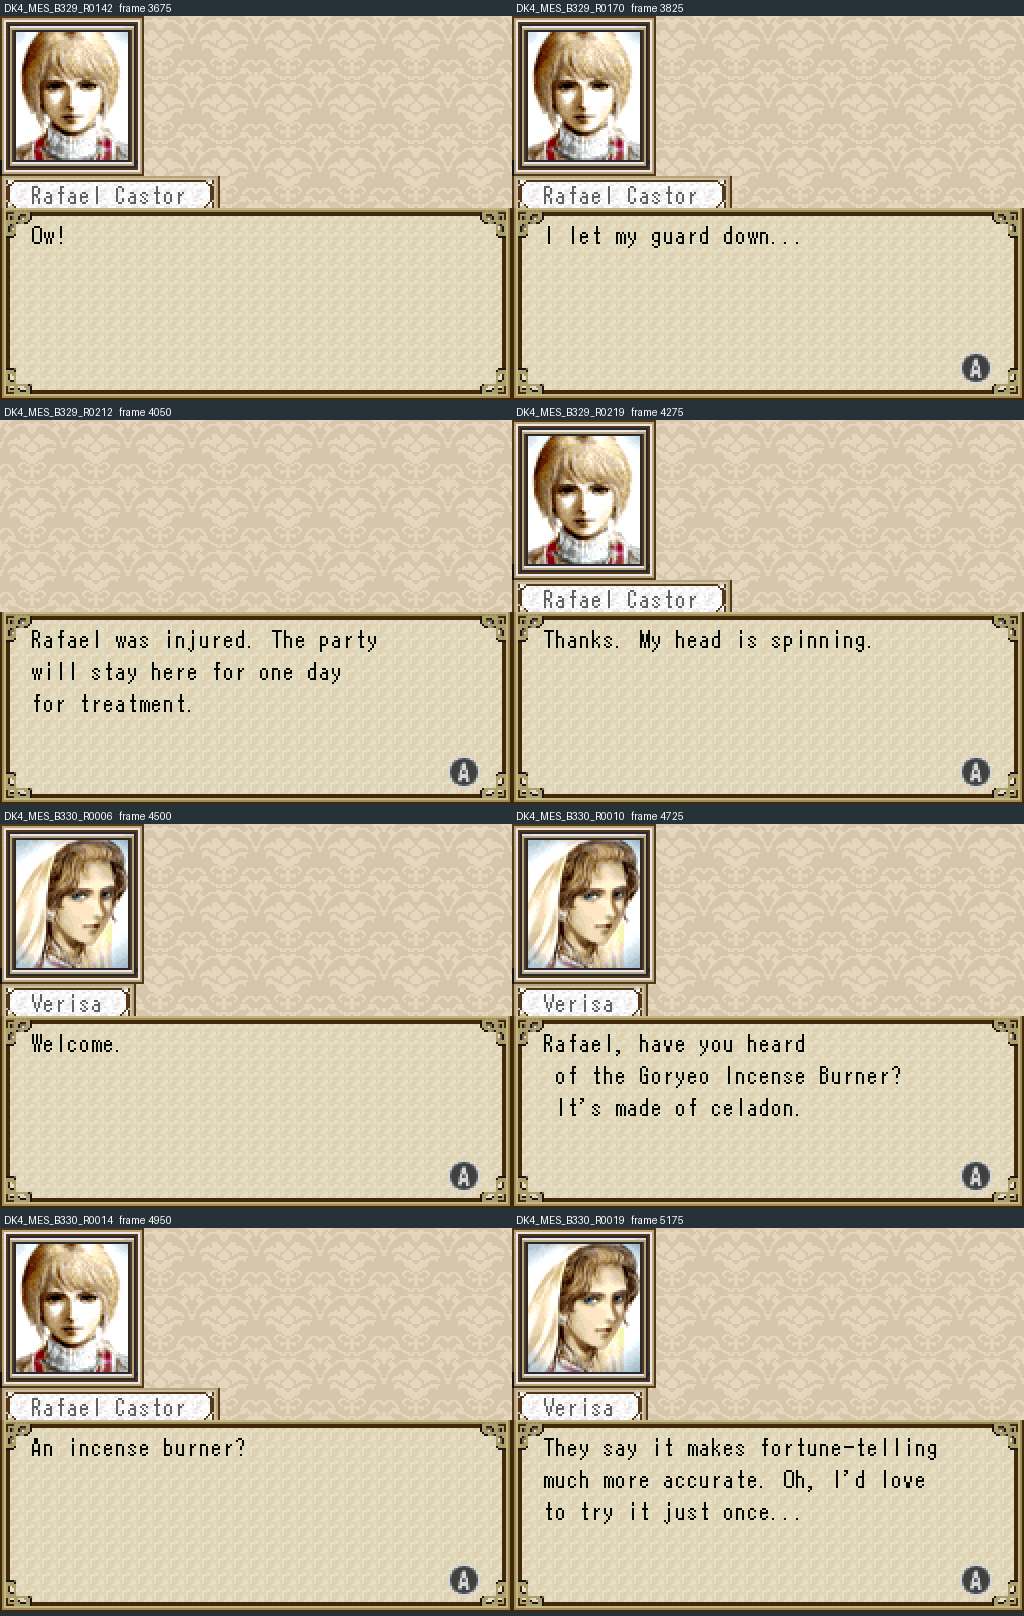 DK4_MES_B329_R0142 frame 3675
Rafael Castor
Ow!
DK4_MES_B329_R0170 frame 3825
Rafael Castor
I let my guard down...
A
DK4_MES_B329_R0212 frame 4050
Rafael was injured. The party
will stay here for one day
for treatment.
A
DK4_MES_B329_R0219 frame 4275
Rafael Castor
Thanks. My head is spinning.
A
DK4_MES_B330_R0006 frame 4500
Verisa
Welcome.
A
DK4_MES_B330_R0010 frame 4725
Verisa
Rafael, have you heard
of the Goryeo Incense Burner?
It's made of celadon.
A
DK4_MES_B330_R0014 frame 4950
Rafael Castor
An incense burner?
A
DK4_MES_B330_R0019 frame 5175
Verisa
They say it makes fortune-telling
much more accurate. Oh, I'd love
to try it just once...
A